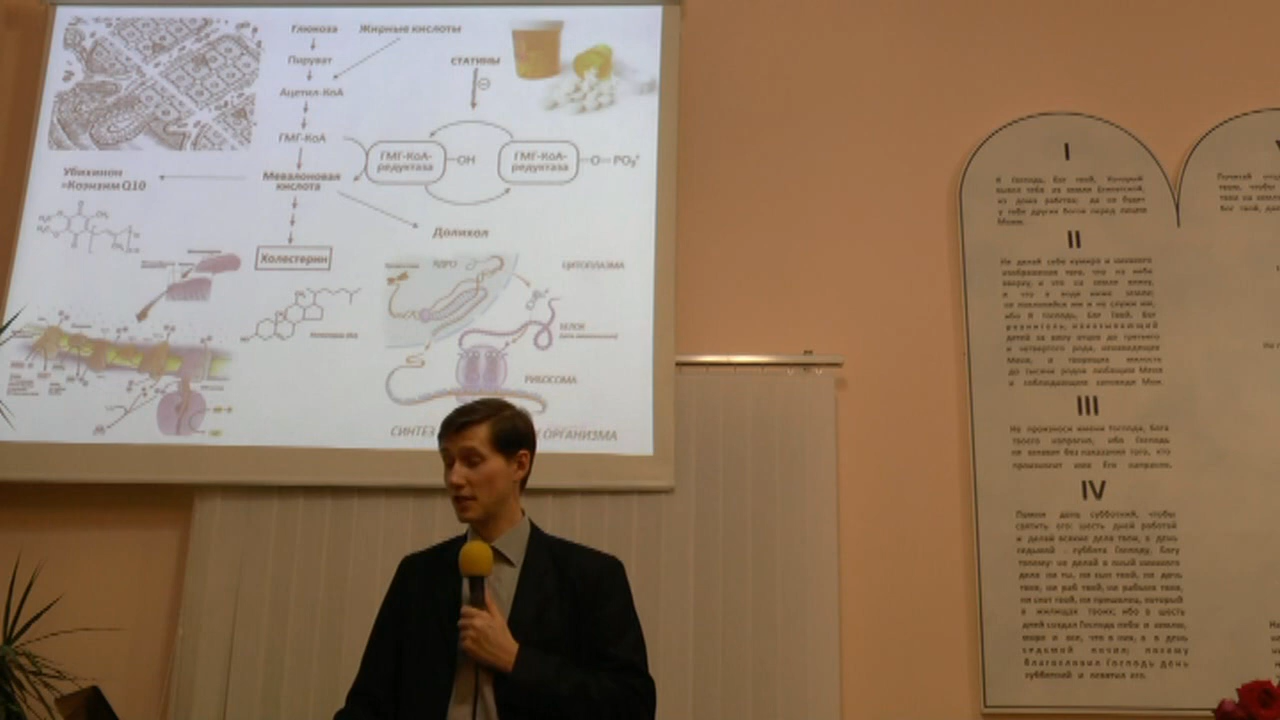 Глюкоза
Жирные кислоты
Пируват
СТАТИНЫ
Ацетил-КоА
ГМГ-КоА
ГМГ-КоА-
редуктаза
OH
ГМГ-КоА-
редуктаза
O
Убихинон
=Коэнзим Q10
Мевалоновая
кислота
Долихол
Холестерин
ЯДРО
ЦИТОПЛАЗМА
БЕЛОК
РИБОСОМА
СИНТЕЗ
ОРГАНИЗМА
I
Я Господь, Бог твой, Который
вывел тебя из земли Египетской,
из дома рабства; да не будет
у тебя других богов перед лицем
Моим.
II
Не делай себе кумира и никакого
изображения того, что на небе
вверху, и что на земле внизу,
и что в воде ниже земли;
не поклоняйся им и не служи им,
ибо Я Господь, Бог твой, Бог
ревнитель, наказывающий
детей за вину отцов до третьего
и четвертого рода, ненавидящих
Меня, и творящий милость
до тысячи родов любящим Меня
и соблюдающим заповеди Мои.
III
Не произноси имени Господа, Бога
твоего напрасно, ибо Господь
не оставит без наказания того, кто
произносит имя Его напрасно.
IV
Помни день субботний, чтобы
святить его: шесть дней работай
и делай всякие дела твои, а день
седьмой - суббота Господу, Богу
твоему: не делай в оный никакого
дела ни ты, ни сын твой, ни дочь
твоя, ни раб твой, ни рабыня твоя,
ни скот твой, ни пришелец, который
в жилищах твоих; ибо в шесть
дней создал Господь небо и землю,
море и все, что в них, а в день
седьмой почил; посему
благословил Господь день
субботний и освятил его.